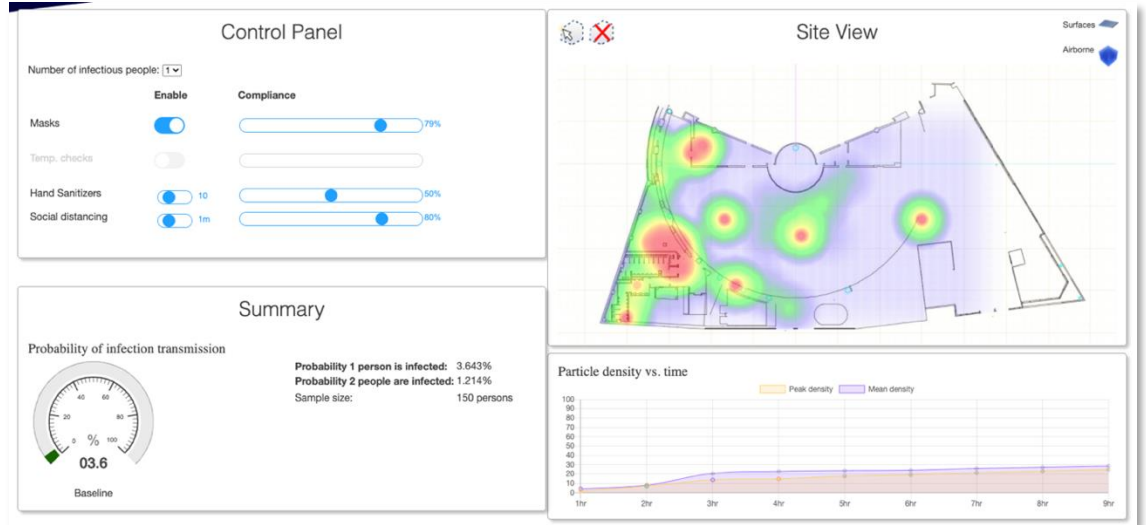 Control Panel
Number of infectious people: 1
Enable Compliance
Masks 79%
Temp. checks
Hand Sanitizers 10 50%
Social distancing 1m 80%
Summary
Probability of infection transmission
0 20 40 60 80 100
%
03.6
Baseline
Probability 1 person is infected: 3.643%
Probability 2 people are infected: 1.214%
Sample size: 150 persons
Site View
Surfaces
Airborne
Particle density vs. time
Peak density Mean density
100
90
80
70
60
50
40
30
20
10
0
1hr 2hr 3hr 4hr 5hr 6hr 7hr 8hr 9hr